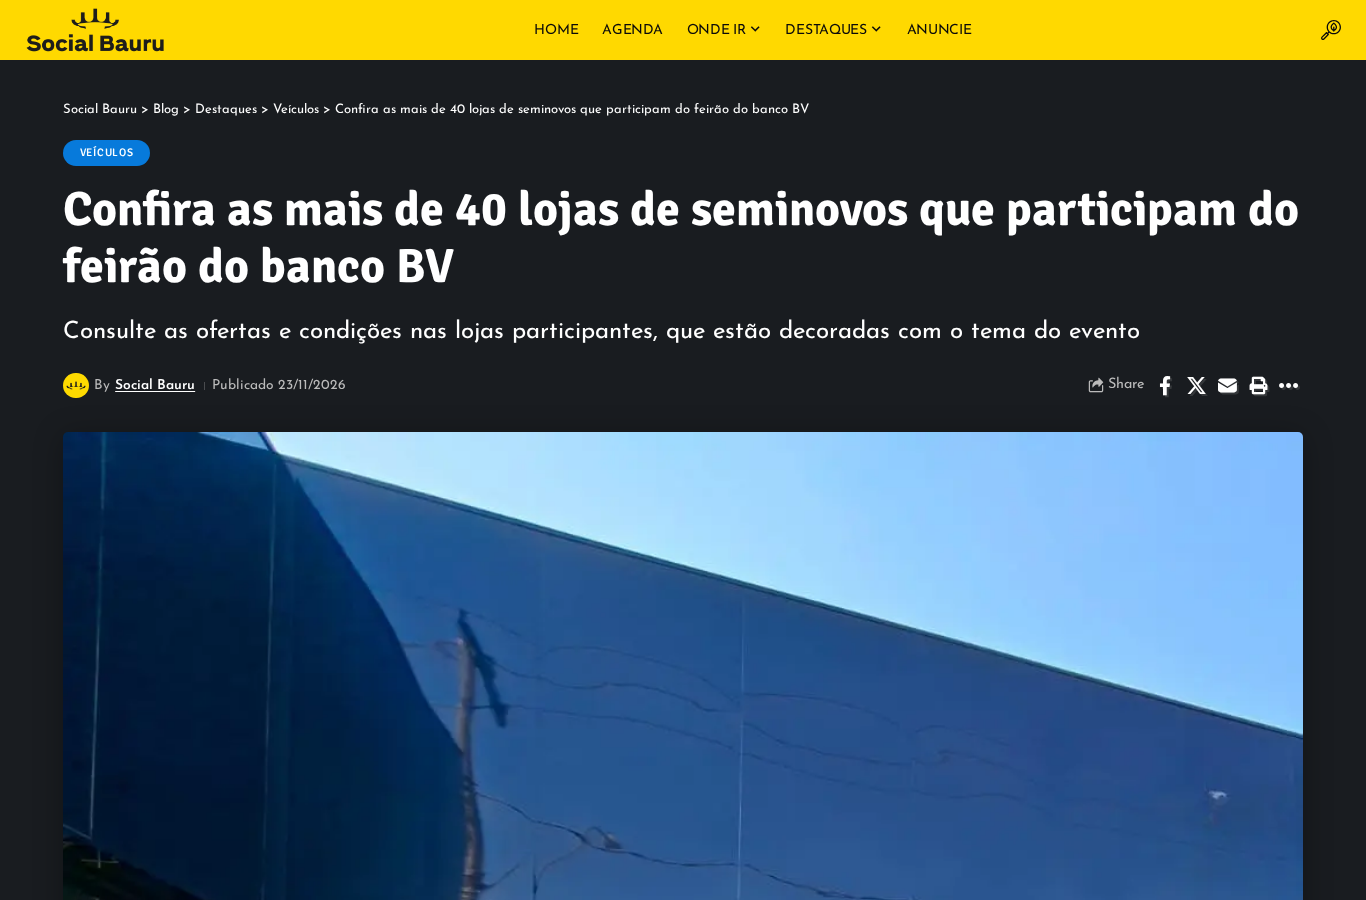 Social Bauru
HOME
AGENDA
ONDE IR
DESTAQUES
ANUNCIE
Social Bauru > Blog > Destaques > Veículos > Confira as mais de 40 lojas de seminovos que participam do feirão do banco BV
VEÍCULOS
Confira as mais de 40 lojas de seminovos que participam do
feirão do banco BV
Consulte as ofertas e condições nas lojas participantes, que estão decoradas com o tema do evento
By Social Bauru
Publicado 23/11/2026
Share